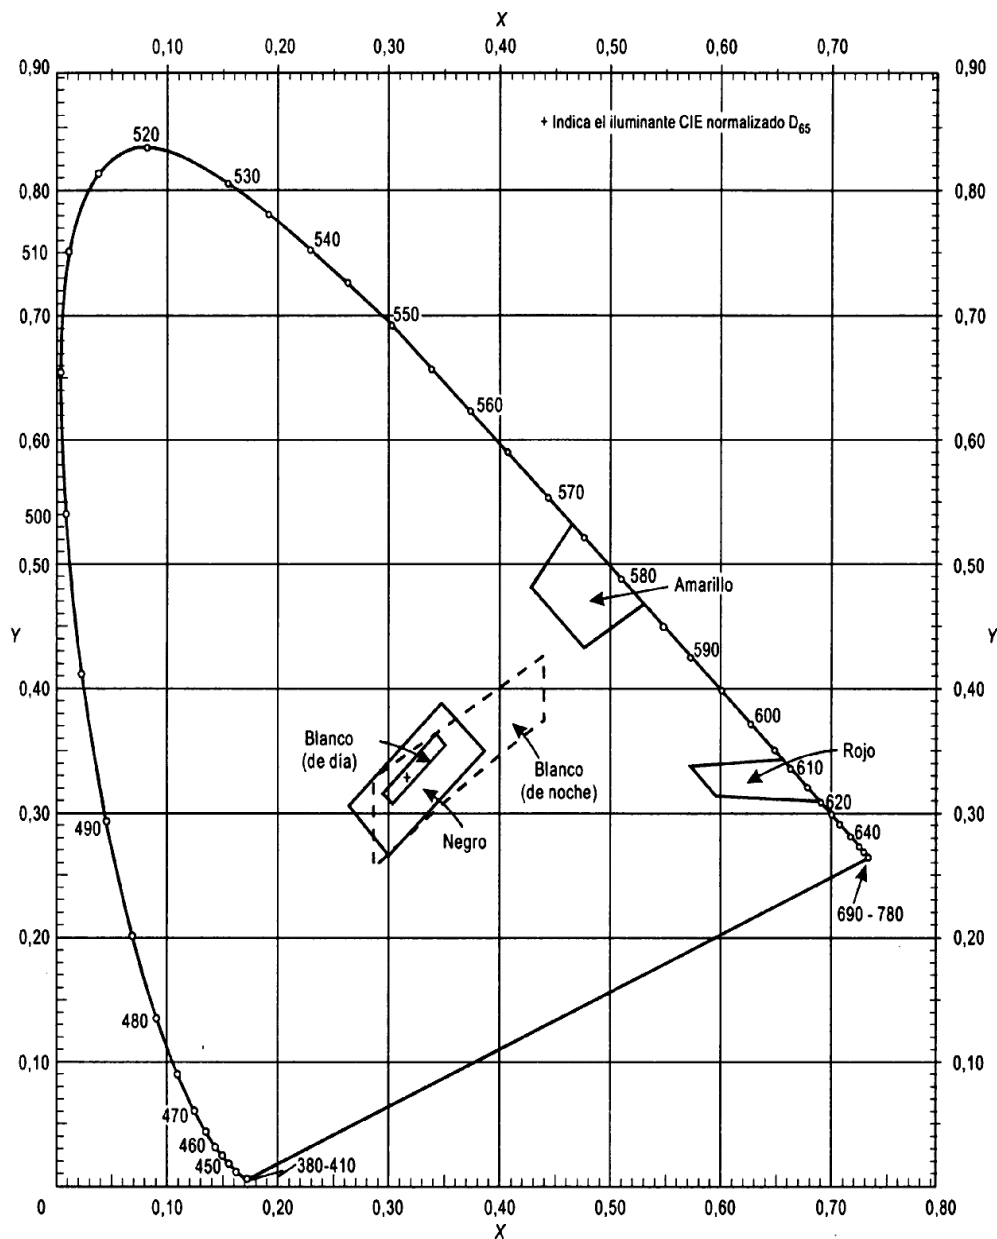 X
0,10 0,20 0,30 0,40 0,50 0,60 0,70
0,90 0,90
+ Indica el iluminante CIE normalizado D65
520
530
0,80 0,80
540
510
550
0,70 0,70
560
0,60 0,60
570
500
0,50 0,50
580
Amarillo
Y Y
590
0,40 0,40
600
Blanco
(de día)
Rojo
610
Blanco
(de noche)
620
0,30 0,30
490
Negro
640
690 - 780
0,20 0,20
480
0,10 0,10
470
460
450
380-410
0 0,10 0,20 0,30 0,40 0,50 0,60 0,70 0,80
X